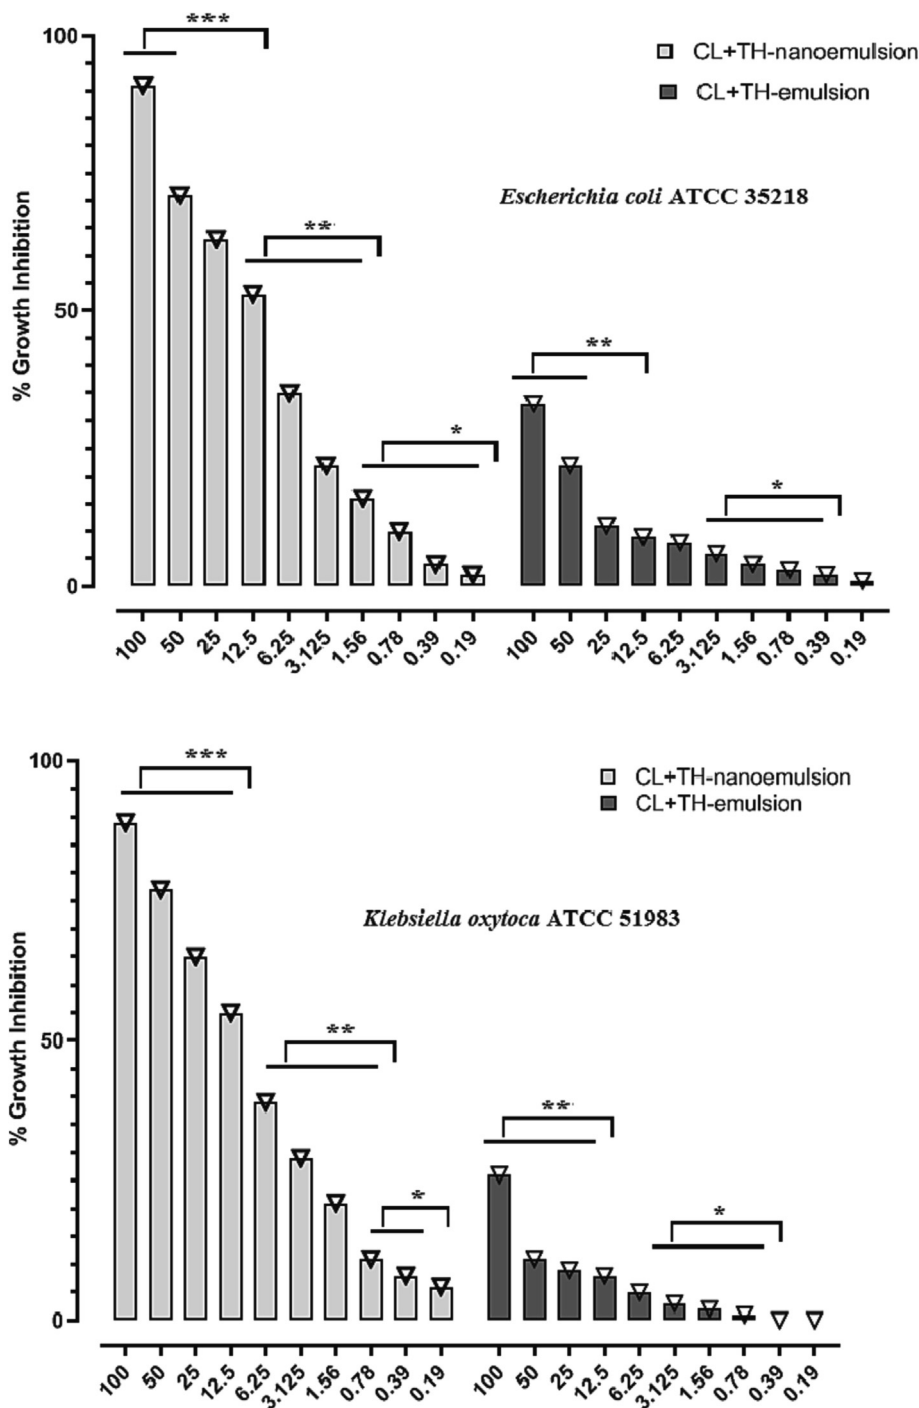 ***
100
CL+TH-nanoemulsion
CL+TH-emulsion
Escherichia coli ATCC 35218
% Growth Inhibition
**
50
**
*
*
0
100 50 25 12.5 6.25 3.125 1.56 0.78 0.39 0.19 100 50 25 12.5 6.25 3.125 1.56 0.78 0.39 0.19
***
100
CL+TH-nanoemulsion
CL+TH-emulsion
Klebsiella oxytoca ATCC 51983
% Growth Inhibition
**
50
**
*
*
0
100 50 25 12.5 6.25 3.125 1.56 0.78 0.39 0.19 100 50 25 12.5 6.25 3.125 1.56 0.78 0.39 0.19